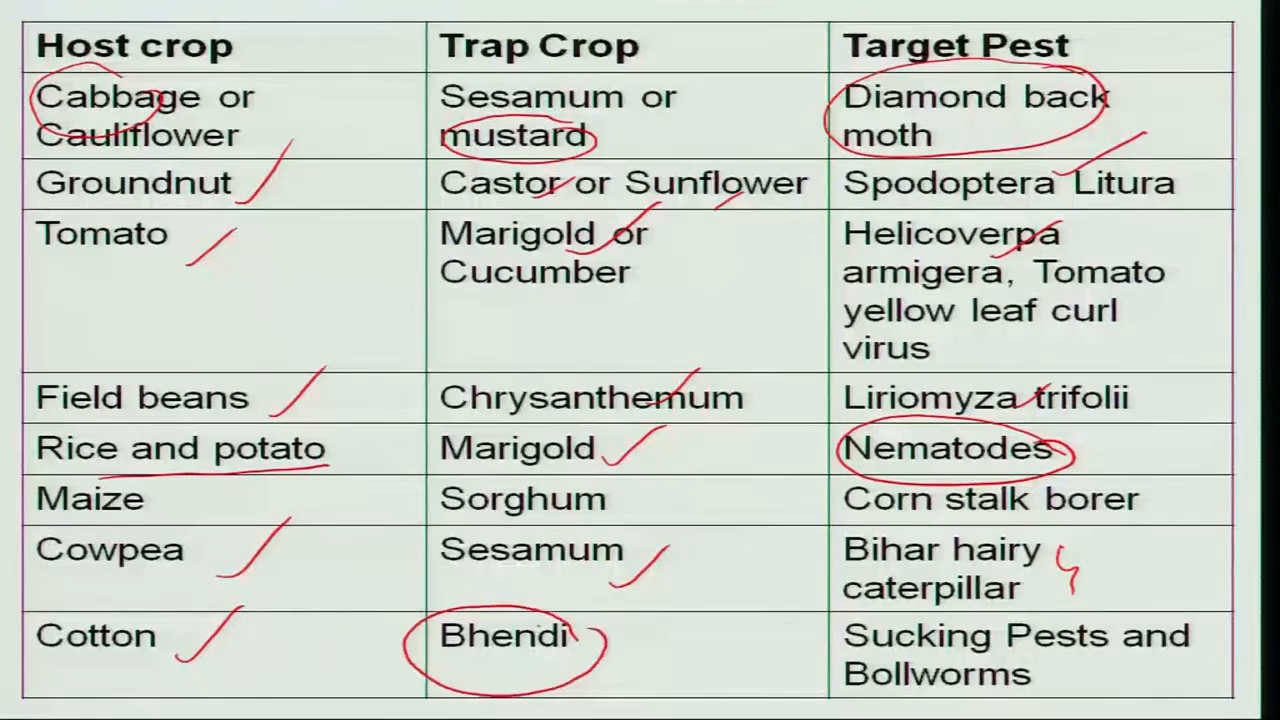 Host crop Trap Crop Target Pest
Cabbage or Sesamum or Diamond back
Cauliflower mustard moth
Groundnut Castor or Sunflower Spodoptera Litura
Tomato Marigold or Helicoverpa
Cucumber armigera, Tomato
yellow leaf curl
virus
Field beans Chrysanthemum Liriomyza trifolii
Rice and potato Marigold Nematodes
Maize Sorghum Corn stalk borer
Cowpea Sesamum Bihar hairy
caterpillar
Cotton Bhendi Sucking Pests and
Bollworms